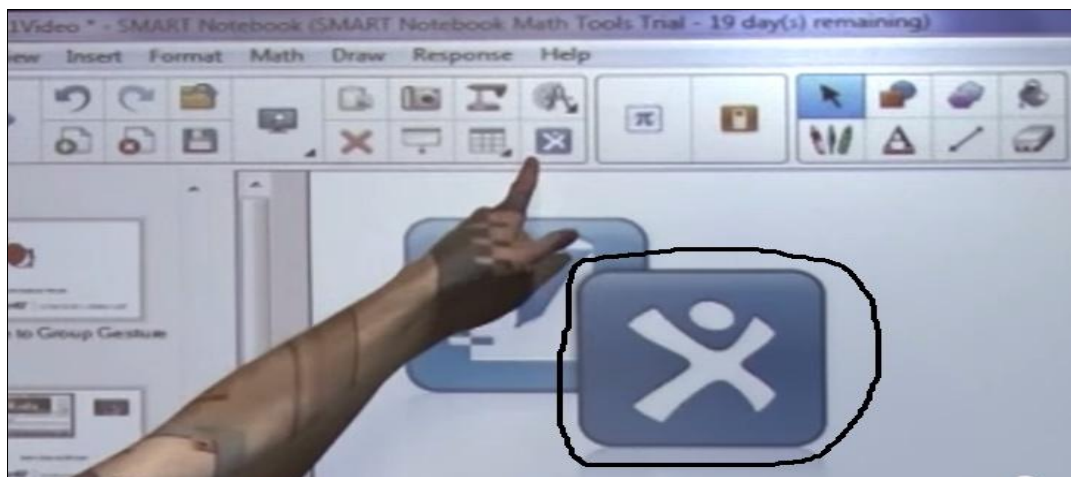 1Video * - SMART Notebook (SMART Notebook Math Tools Trial - 19 day(s) remaining)
Insert Format Math Draw Response Help
π
A
to Group Gesture